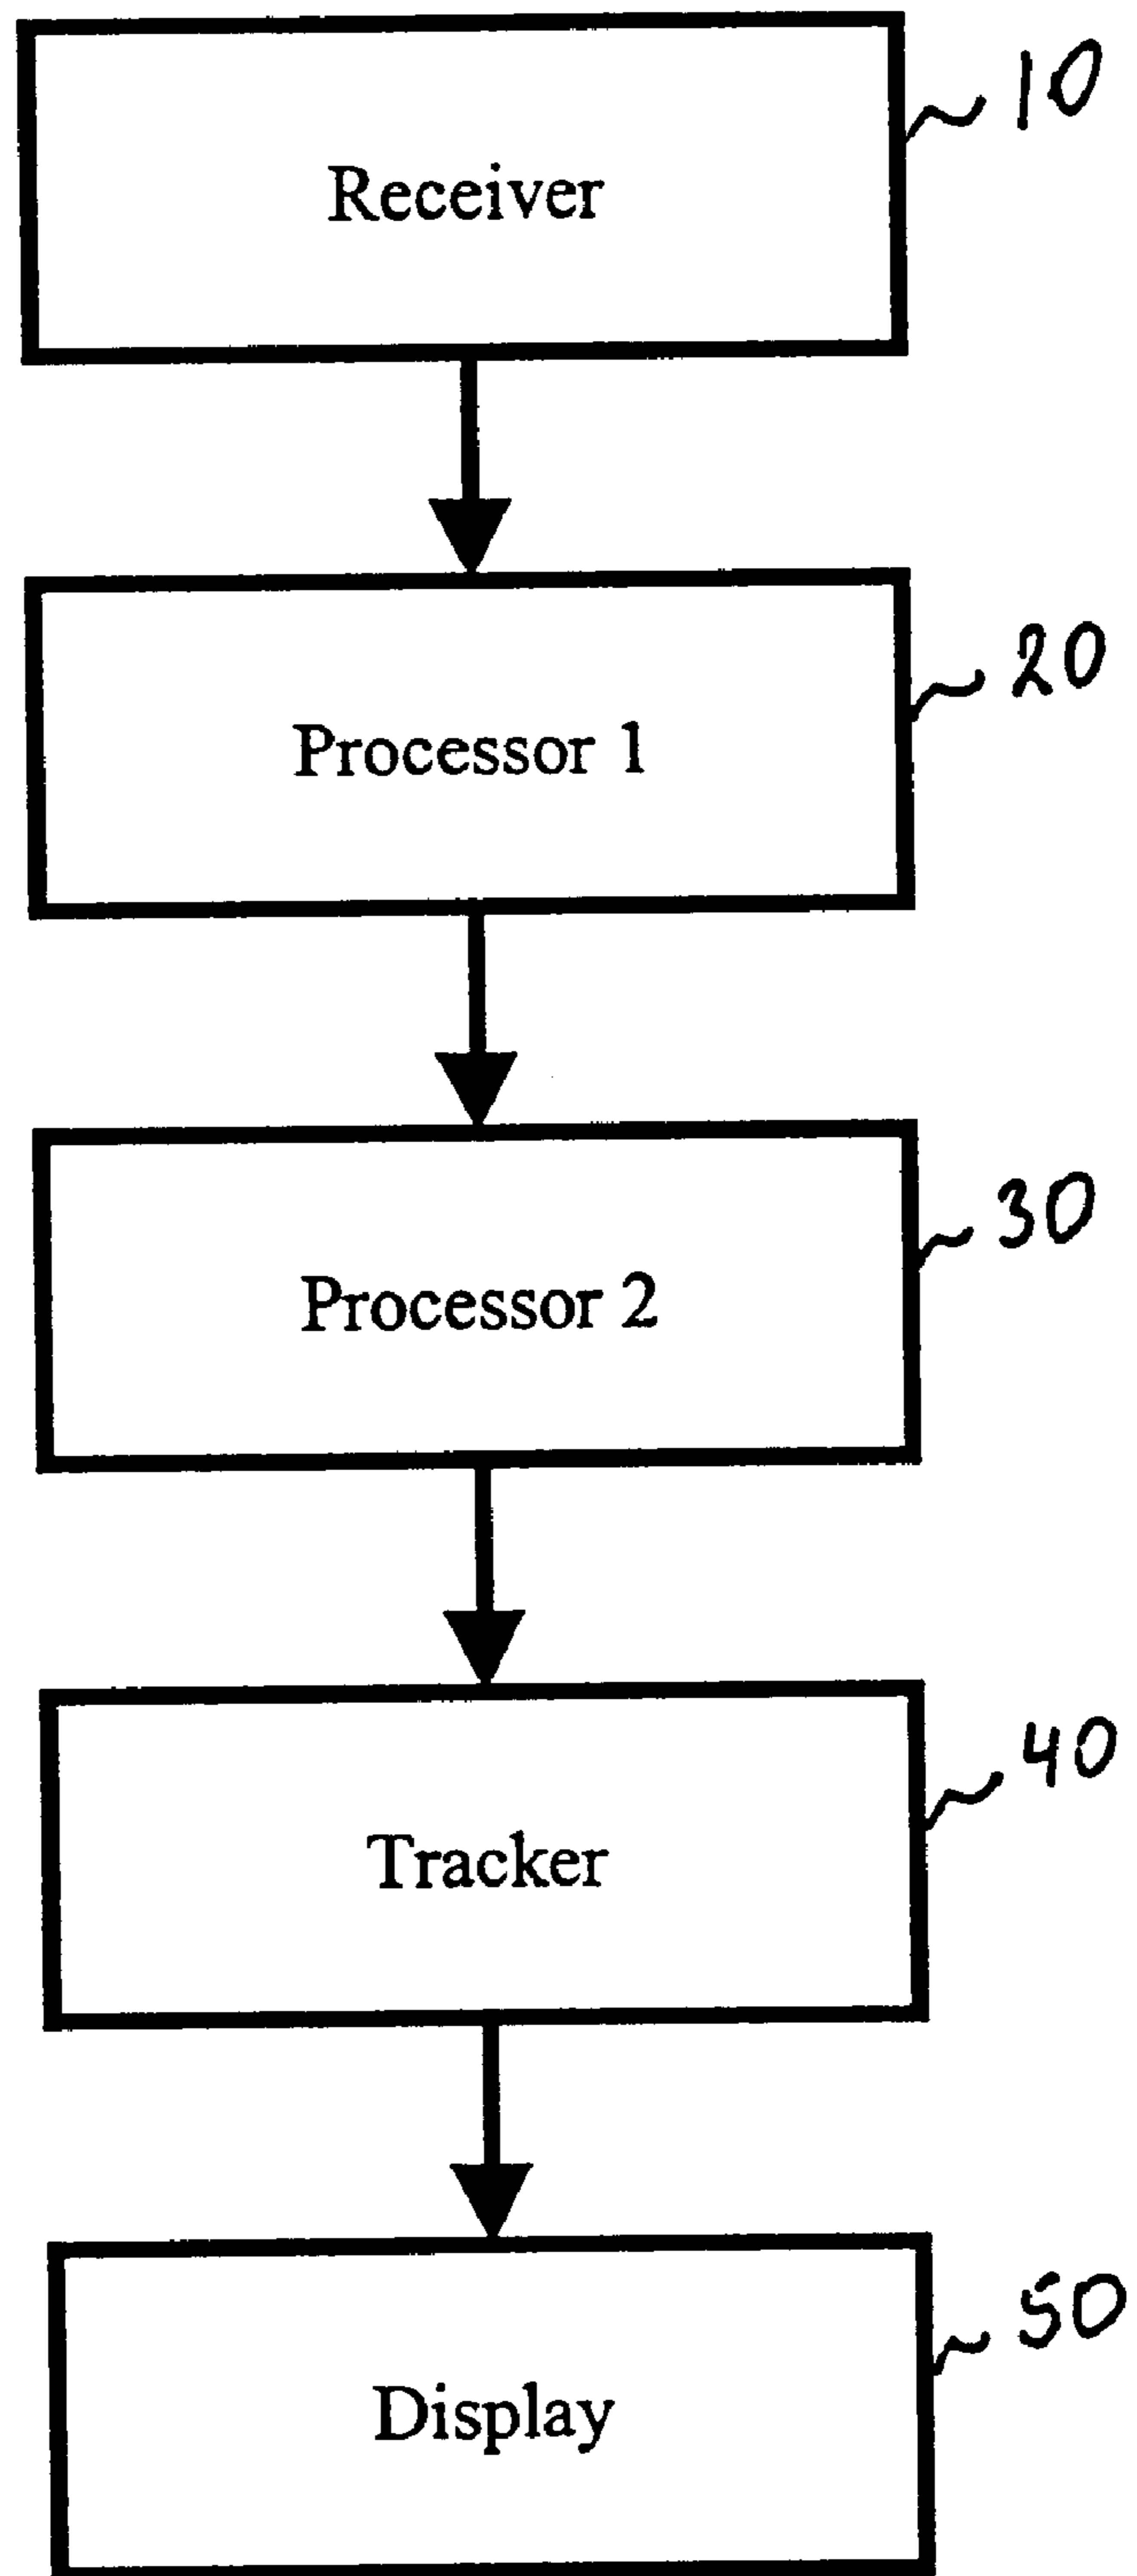 Receiver
10
Processor 1
20
Processor 2
30
Tracker
40
Display
50